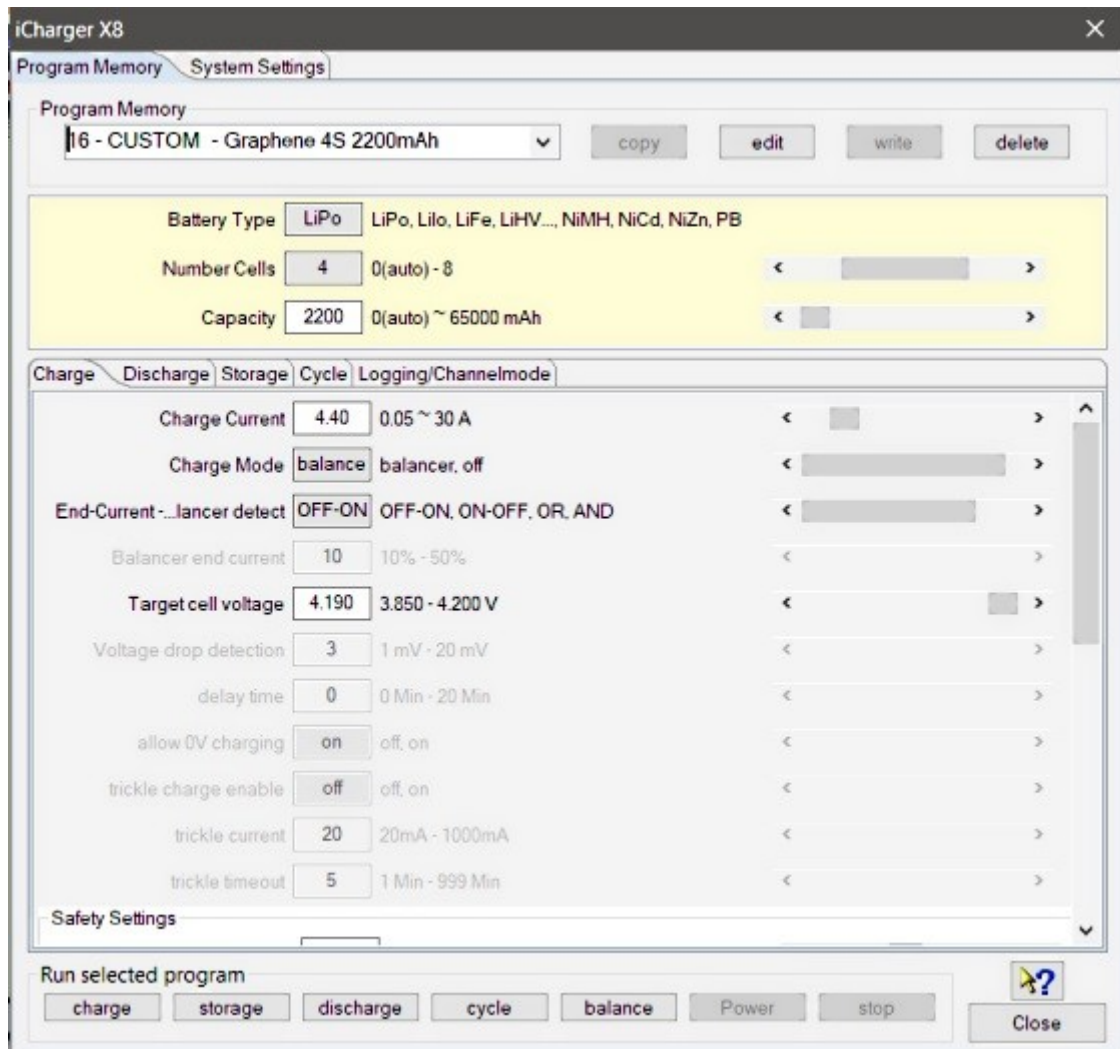 iCharger X8
Program Memory System Settings
Program Memory
16 - CUSTOM - Graphene 4S 2200mAh copy edit write delete
Battery Type LiPo LiPo, LiIo, LiFe, LiHV..., NiMH, NiCd, NiZn, PB
Number Cells 4 0(auto) - 8
Capacity 2200 0(auto) ~ 65000 mAh
Charge Discharge Storage Cycle Logging/Channelmode
Charge Current 4.40 0.05 ~ 30 A
Charge Mode balance balancer, off
End-Current -...lancer detect OFF-ON OFF-ON, ON-OFF, OR, AND
Balancer end current 10 10% - 50%
Target cell voltage 4.190 3.850 - 4.200 V
Voltage drop detection 3 1 mV - 20 mV
delay time 0 0 Min - 20 Min
allow 0V charging on off, on
trickle charge enable off off, on
trickle current 20 20mA - 1000mA
trickle timeout 5 1 Min - 999 Min
Safety Settings
Run selected program
charge storage discharge cycle balance Power stop
Close